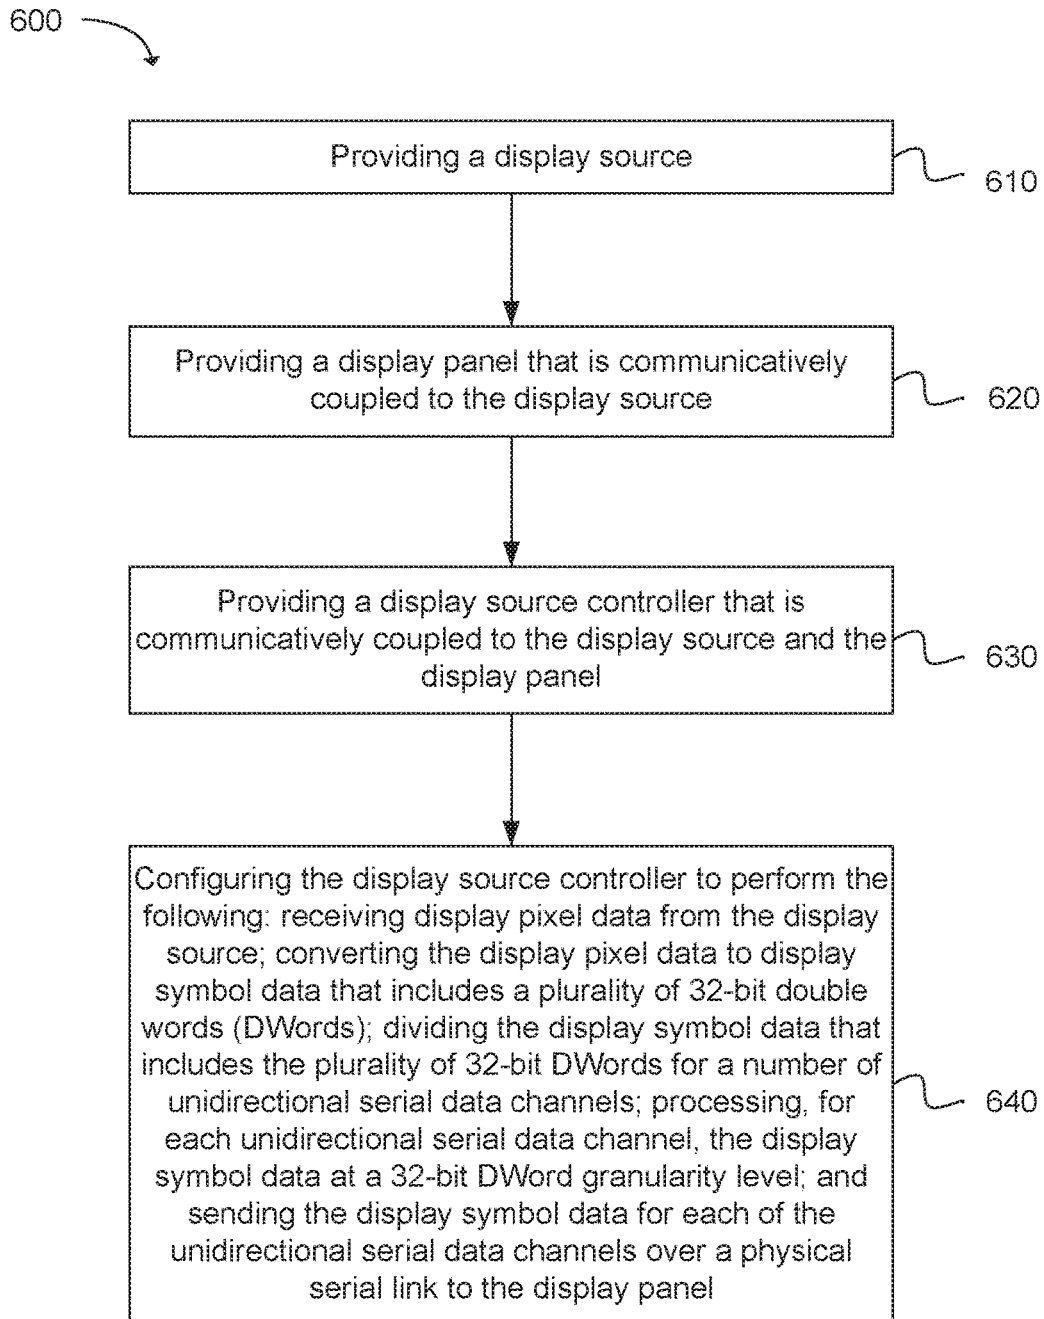 600
Providing a display source
610
Providing a display panel that is communicatively
coupled to the display source
620
Providing a display source controller that is
communicatively coupled to the display source and the
display panel
630
Configuring the display source controller to perform the
following: receiving display pixel data from the display
source; converting the display pixel data to display
symbol data that includes a plurality of 32-bit double
words (DWords); dividing the display symbol data that
includes the plurality of 32-bit DWords for a number of
unidirectional serial data channels; processing, for
each unidirectional serial data channel, the display
symbol data at a 32-bit DWord granularity level; and
sending the display symbol data for each of the
unidirectional serial data channels over a physical
serial link to the display panel
640